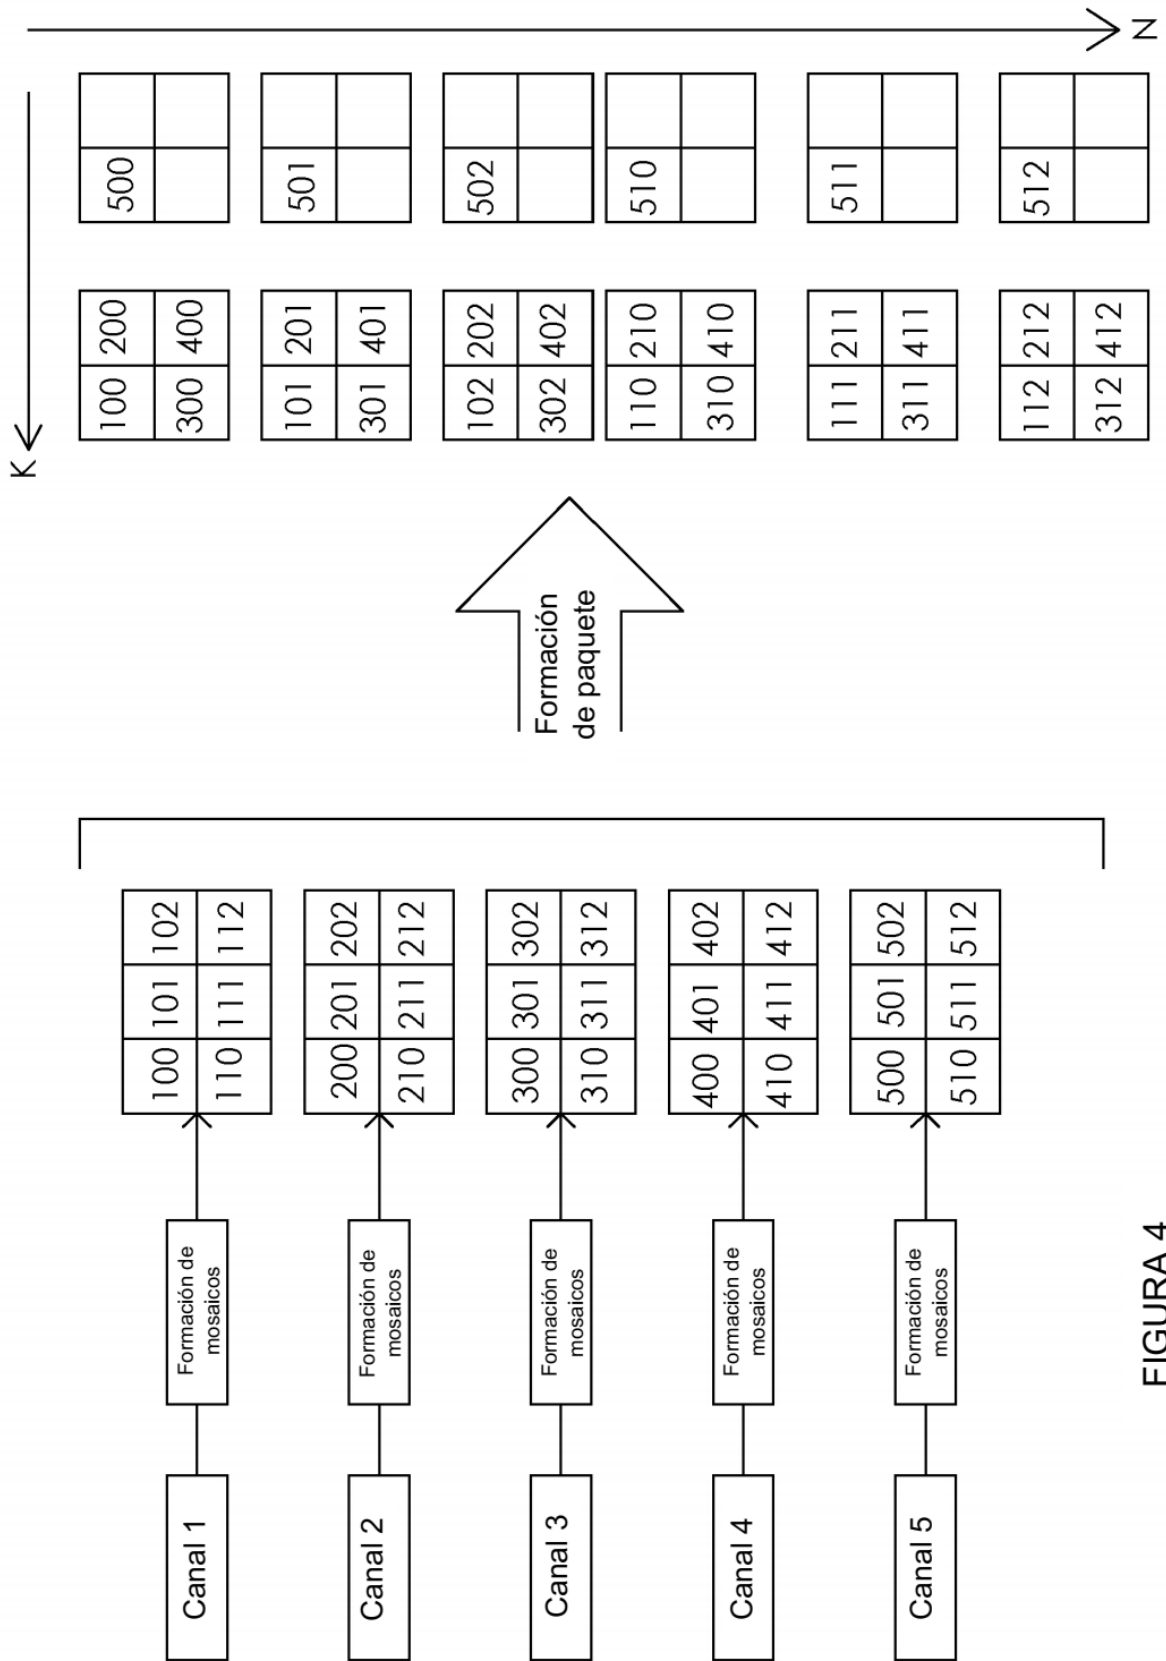 Canal 1
Formación de
mosaicos
100 101 102
110 111 112
Canal 2
Formación de
mosaicos
200 201 202
210 211 212
Canal 3
Formación de
mosaicos
300 301 302
310 311 312
Canal 4
Formación de
mosaicos
400 401 402
410 411 412
Canal 5
Formación de
mosaicos
500 501 502
510 511 512
Formación
de paquete
K
100 200 500
300 400
101 201 501
301 401
102 202 502
302 402
110 210 510
310 410
111 211 511
311 411
112 212 512
312 412
N
FIGURA 4